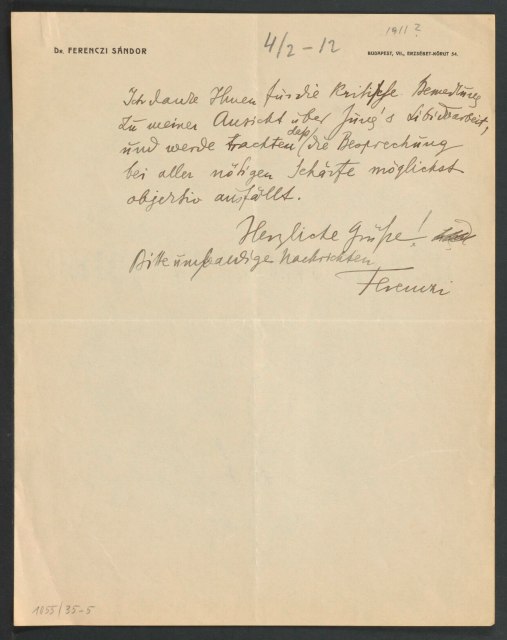 1911?
4/2-12
DR. FERENCZI SÁNDOR
BUDAPEST, VII., ERZSÉBET-KÖRUT 54.
Ich danke Ihnen für die kritische Bemerkung
zu meiner Ansicht über Jung's Libidoarbeit,
und werde trachten daß die Besprechung
bei aller nötigen Schärfe möglichst
objektiv ausfällt.
Herzliche Grüße!
Bitte um baldige Nachrichten
Ferenczi
1055/35-5